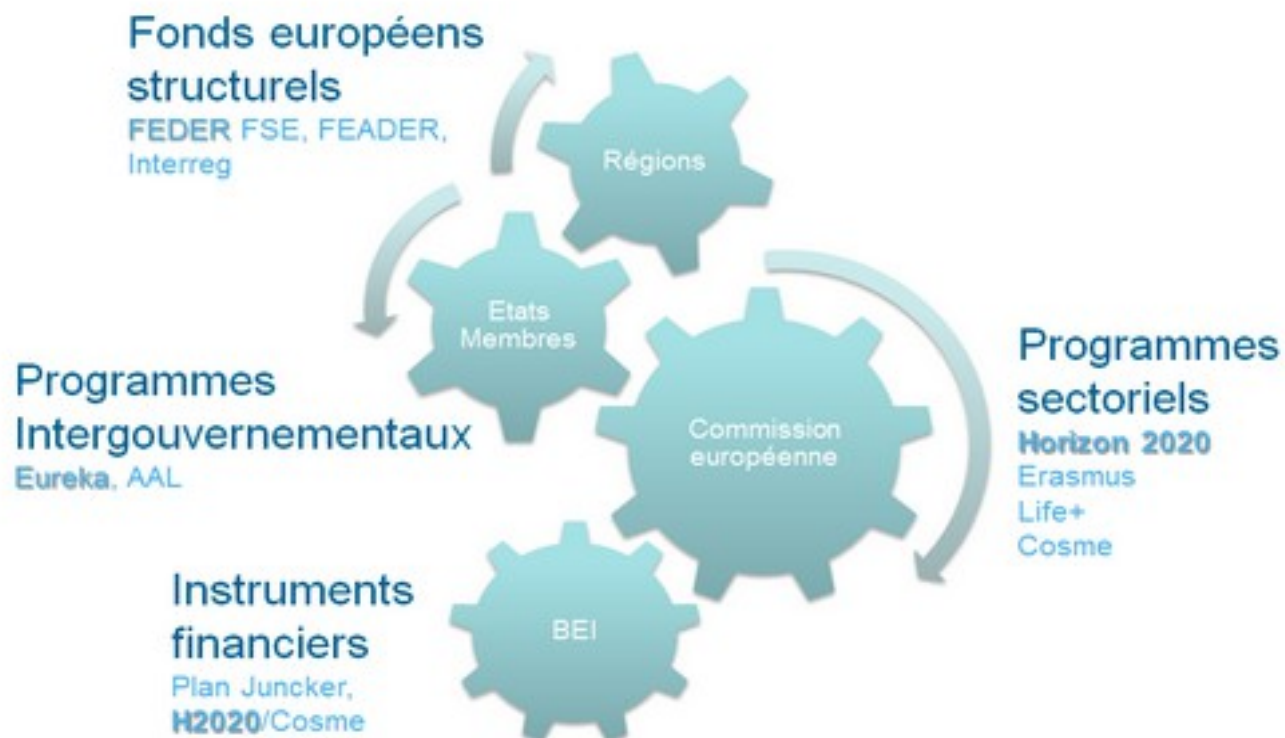 Fonds européens
structurels
FEDER FSE, FEADER,
Interreg
Régions
Etats
Membres
Programmes
Intergouvernementaux
Eureka, AAL
Commission
européenne
Programmes
sectoriels
Horizon 2020
Erasmus
Life+
Cosme
Instruments
financiers
Plan Juncker,
H2020/Cosme
BEI